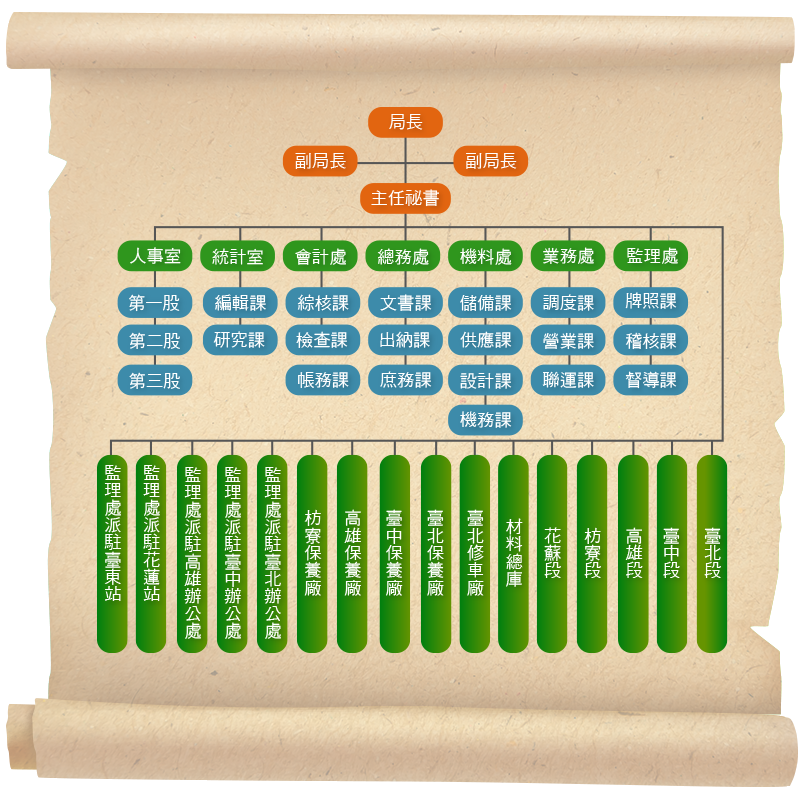 局長
副局長
副局長
主任祕書
人事室
統計室
會計處
總務處
機料處
業務處
監理處
第一股
編輯課
綜核課
文書課
儲備課
調度課
牌照課
第二股
研究課
檢查課
出納課
供應課
營業課
稽核課
第三股
帳務課
庶務課
設計課
聯運課
督導課
機務課
監理處派駐臺東站
監理處派駐花蓮站
監理處派駐高雄辦公處
監理處派駐臺中辦公處
監理處派駐臺北辦公處
枋寮保養廠
高雄保養廠
臺中保養廠
臺北保養廠
臺北修車廠
材料總庫
花蘇段
枋寮段
高雄段
臺中段
臺北段